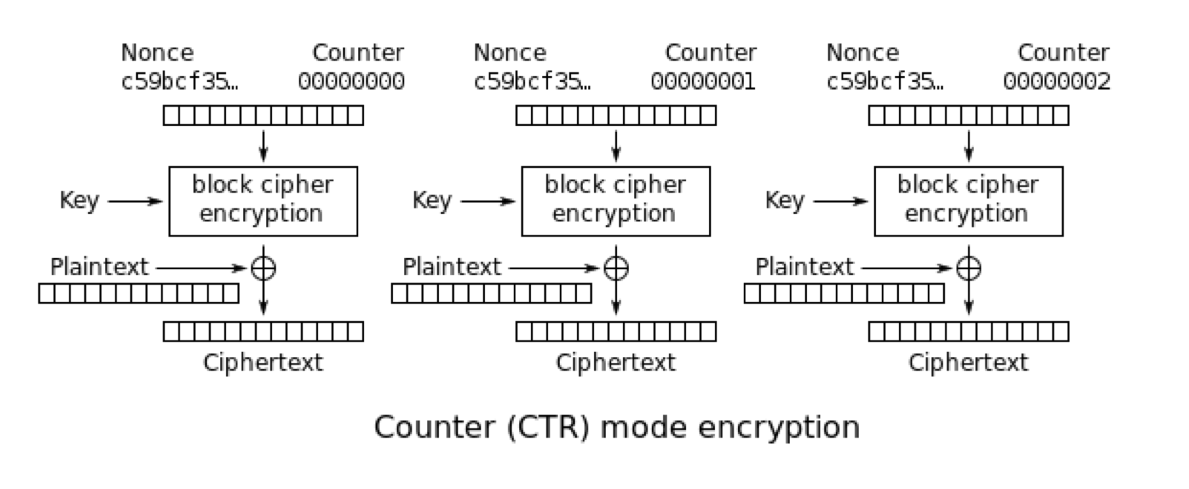 Nonce Counter Nonce Counter Nonce Counter
c59bcf35… 00000000 c59bcf35… 00000001 c59bcf35… 00000002
block cipher block cipher block cipher
Key Key Key
encryption encryption encryption
Plaintext Plaintext Plaintext
Ciphertext Ciphertext Ciphertext
Counter (CTR) mode encryption